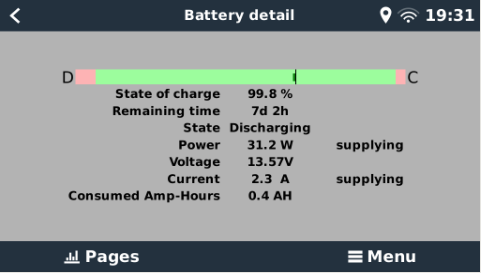 Battery detail 19:31
D C
State of charge 99.8 %
Remaining time 7d 2h
State Discharging
Power 31.2 W supplying
Voltage 13.57V
Current 2.3 A supplying
Consumed Amp-Hours 0.4 AH
Pages Menu